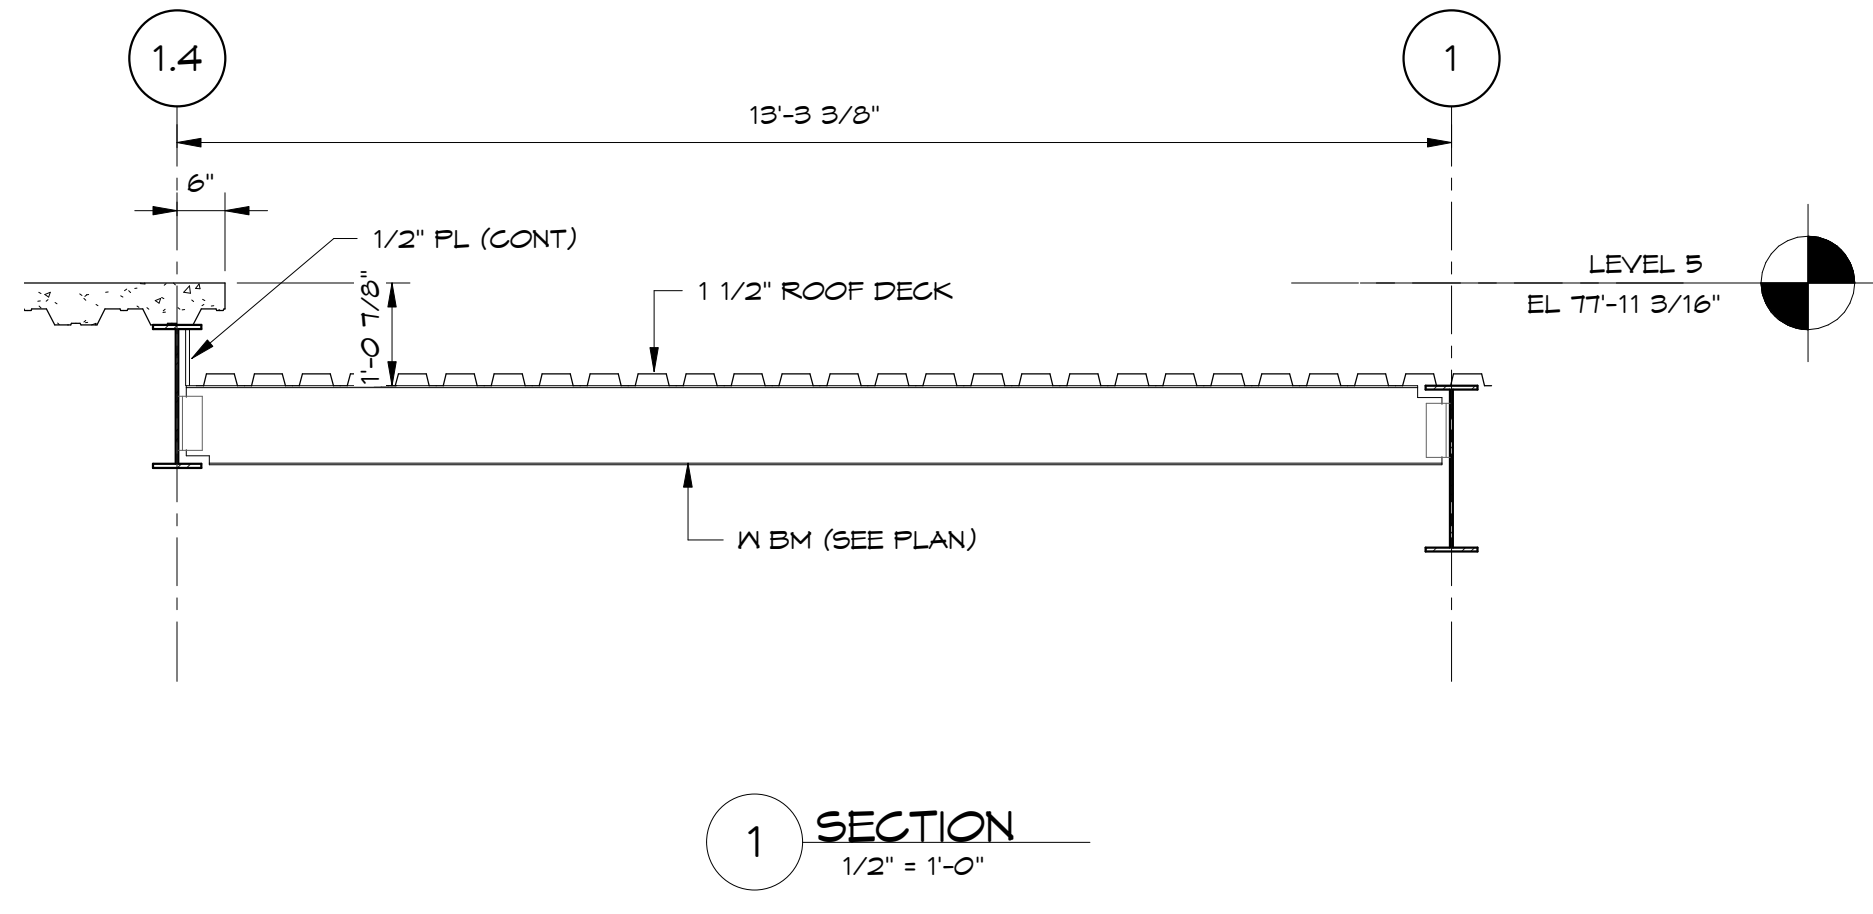 1.4
1
13'-3 3/8"
6"
1/2" PL (CONT)
1'-0 7/8"
1 1/2" ROOF DECK
LEVEL 5
EL 77'-11 3/16"
W BM (SEE PLAN)
1
SECTION
1/2" = 1'-0"